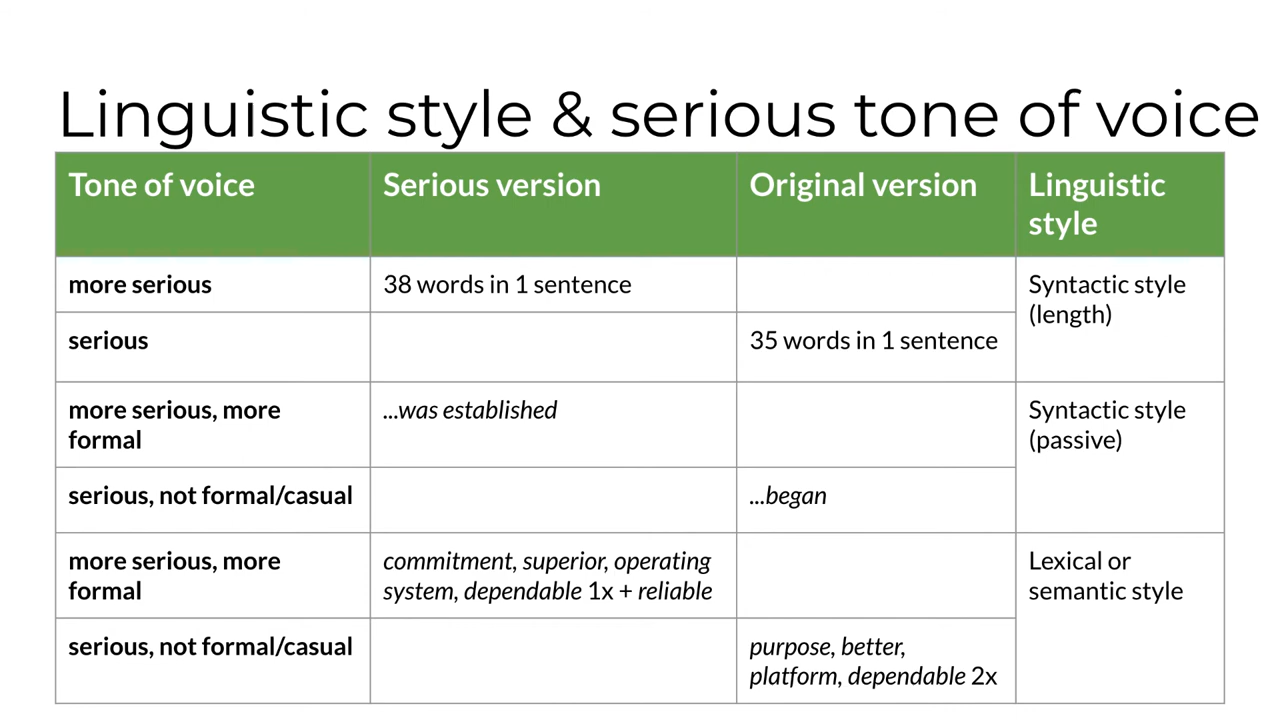 Linguistic style & serious tone of voice
Tone of voice
Serious version
Original version
Linguistic
style
more serious
38 words in 1 sentence
Syntactic style
(length)
serious
35 words in 1 sentence
more serious, more
formal
...was established
Syntactic style
(passive)
serious, not formal/casual
...began
more serious, more
formal
commitment, superior, operating
system, dependable 1x + reliable
Lexical or
semantic style
serious, not formal/casual
purpose, better,
platform, dependable 2x